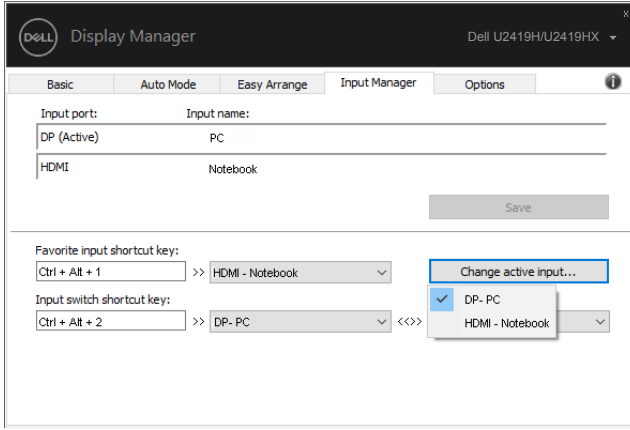 DELL Display Manager Dell U2419H/U2419HX
Basic Auto Mode Easy Arrange Input Manager Options
Input port: Input name:
DP (Active) PC
HDMI Notebook
Save
Favorite input shortcut key:
Ctrl + Alt + 1 >> HDMI - Notebook Change active input...
DP- PC
Input switch shortcut key:
HDMI - Notebook
Ctrl + Alt + 2 >> DP- PC <<>>